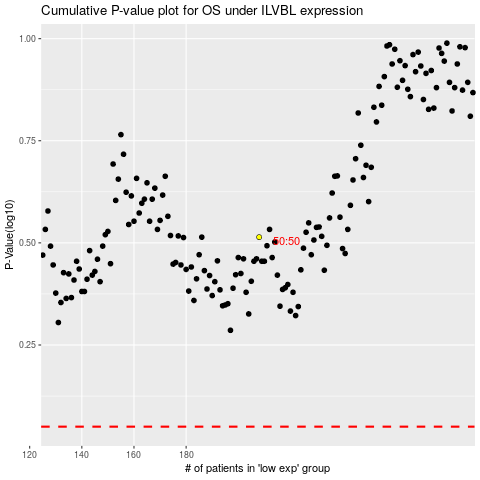 Cumulative P-value plot for OS under ILVBL expression
P-Value(log10)
1.00
0.75
0.50
0.25
50:50
120 140 160 180
# of patients in 'low exp' group